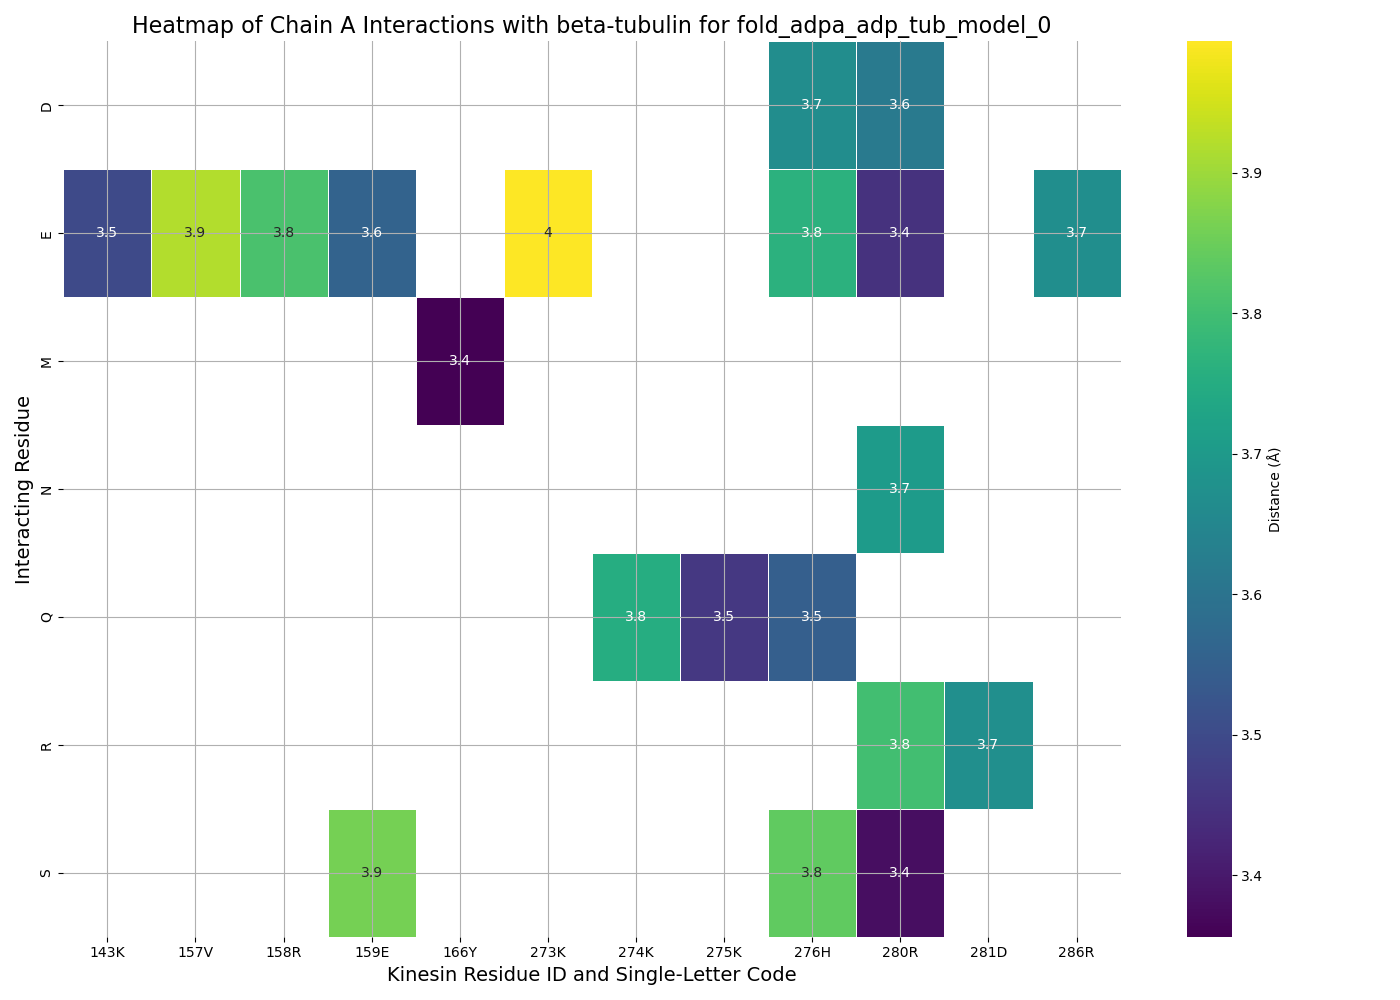 Heatmap of Chain A Interactions with beta-tubulin for fold_adpa_adp_tub_model_0
D
3.7 3.6
E
3.5 3.9 3.8 3.6 4 3.8 3.4 3.7
M
3.4
N
3.7
Q
3.8 3.5 3.5
R
3.8 3.7
S
3.9 3.8 3.4
Interacting Residue
143K 157V 158R 159E 166Y 273K 274K 275K 276H 280R 281D 286R
Kinesin Residue ID and Single-Letter Code
3.9
3.8
3.7
3.6
3.5
3.4
Distance (Å)